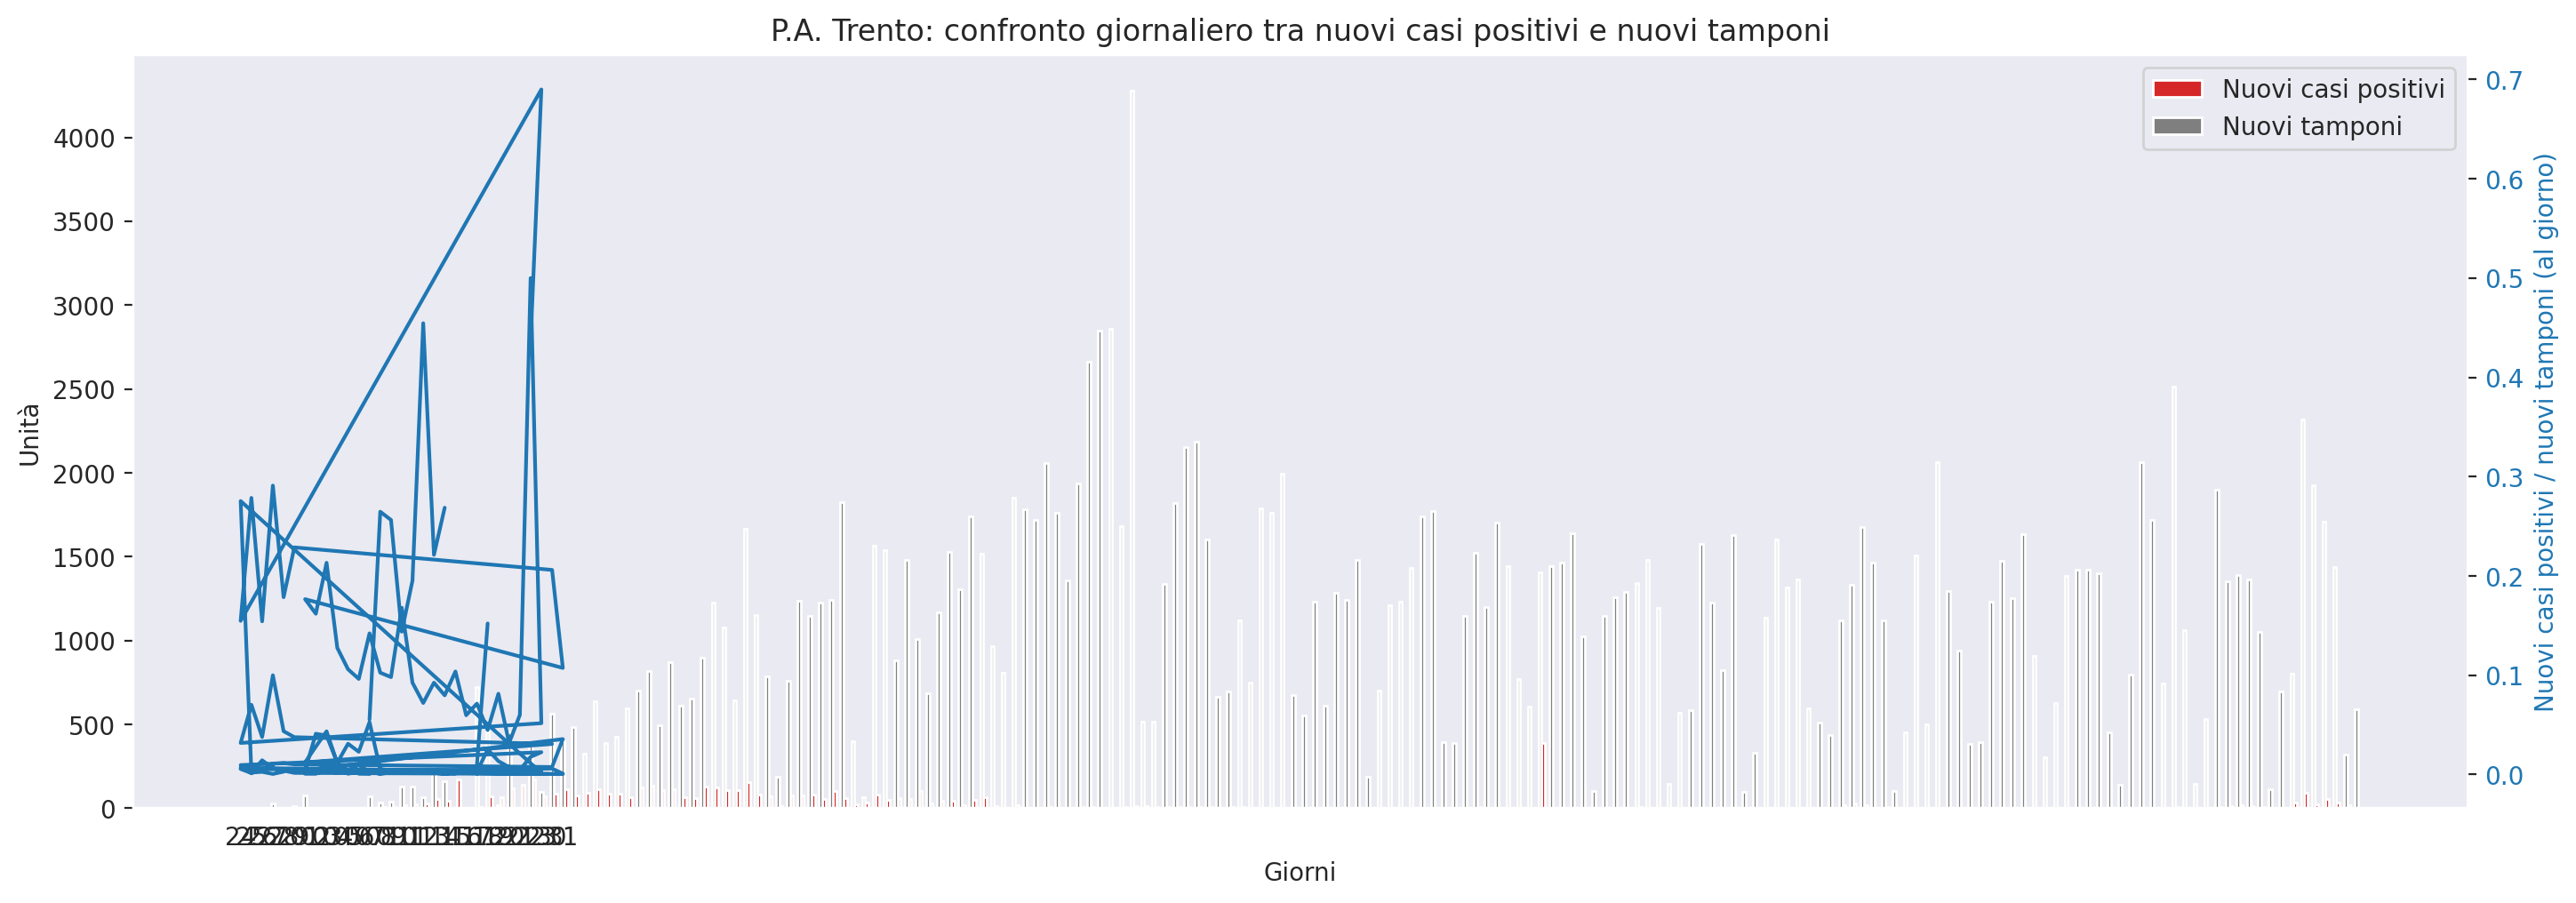 P.A. Trento: confronto giornaliero tra nuovi casi positivi e nuovi tamponi
Nuovi casi positivi
Nuovi tamponi
Unità
4000
3500
3000
2500
2000
1500
1000
500
0
0.7
0.6
0.5
0.4
0.3
0.2
0.1
0.0
Nuovi casi positivi / nuovi tamponi (al giorno)
Giorni